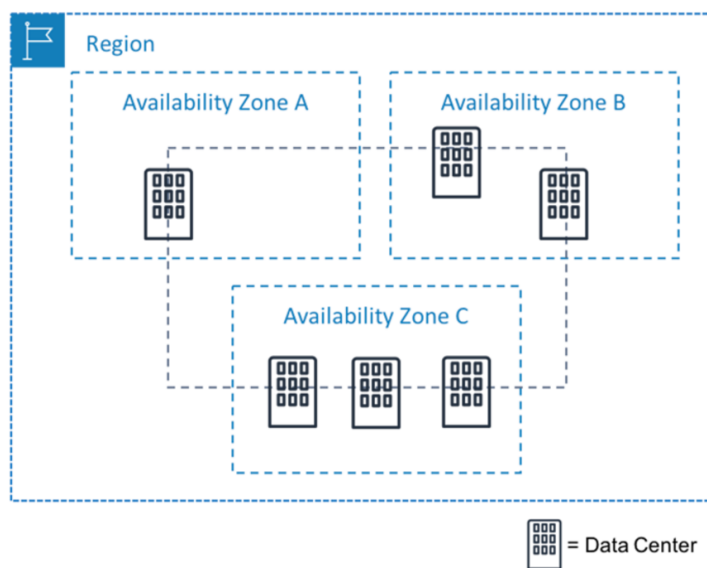 Region
Availability Zone A
Availability Zone B
Availability Zone C
= Data Center